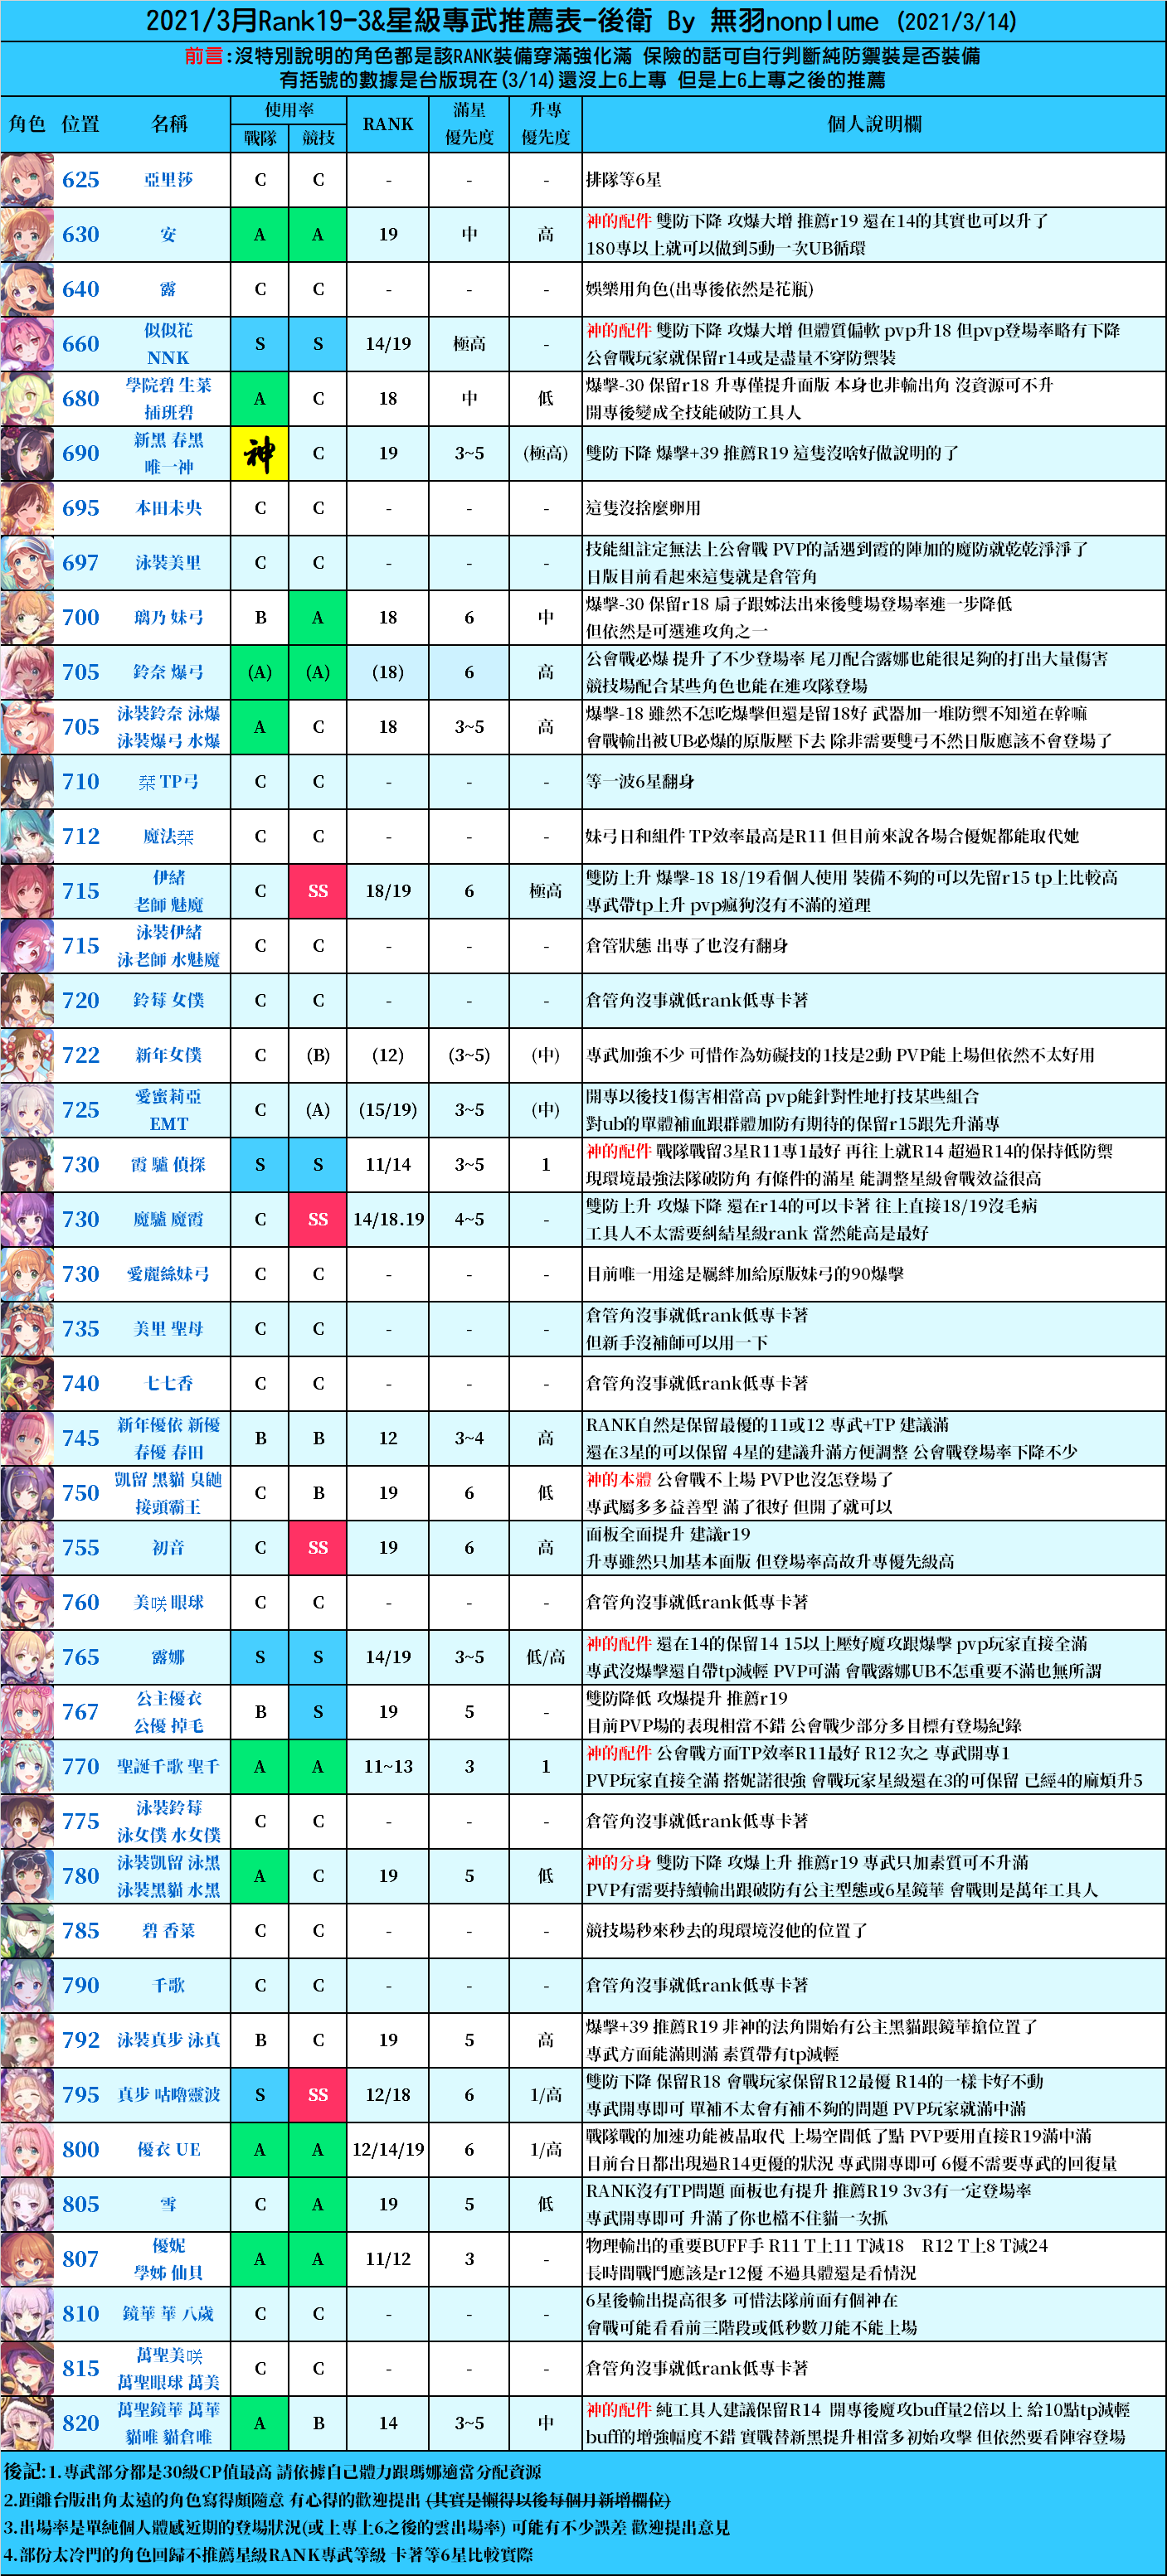 2021/3月Rank19-3&星級專武推薦表-後衛 By 無羽nonplume (2021/3/14)
前言:沒特別說明的角色都是該RANK裝備穿滿強化滿 保險的話可自行判斷純防禦裝是否裝備
有括號的數據是台版現在(3/14)還沒上6上專 但是上6上專之後的推薦
角色 位置 名稱 使用率 戰隊 競技 RANK 滿星優先度 升專優先度 個人說明欄
625 亞里莎 C C - - - 排隊等6星
630 安 A A 19 中 高 神的配件 雙防下降 攻爆大增 推薦r19 還在14的其實也可以升了
180專以上就可以做到5動一次UB循環
640 露 C C - - - 娛樂用角色(出專後依然是花瓶)
660 似似花 NNK S S 14/19 極高 - 神的配件 雙防下降 攻爆大增 但體質偏軟 pvp升18 但pvp登場率略有下降
公會戰玩家就保留r14或是盡量不穿防禦裝
680 學院碧 生菜 插班碧 A C 18 中 低 爆擊-30 保留r18 升專僅提升面版 本身也非輸出角 沒資源可不升
開專後變成全技能破防工具人
690 新黑 春黑 唯一神 神 C 19 3~5 (極高) 雙防下降 爆擊+39 推薦R19 這隻沒啥好做說明的了
695 本田未央 C C - - - 這隻沒捨麼卵用
697 泳裝美里 C C - - - 技能組註定無法上公會戰 PVP的話遇到霞的陣加的魔防就乾乾淨淨了
日版目前看起來這隻就是倉管角
700 璃乃 妹弓 B A 18 6 中 爆擊-30 保留r18 扇子跟姊法出來後雙場登場率進一步降低
但依然是可選進攻角之一
705 鈴奈 爆弓 (A) (A) (18) 6 高 公會戰必爆 提升了不少登場率 尾刀配合露娜也能很足夠的打出大量傷害
競技場配合某些角色也能在進攻隊登場
705 泳裝鈴奈 泳爆 泳裝爆弓 水爆 A C 18 3~5 高 爆擊-18 雖然不怎吃爆擊但還是留18好 武器加一堆防禦不知道在幹嘛
會戰輸出被UB必爆的原版壓下去 除非需要雙弓不然日版應該不會登場了
710 栞 TP弓 C C - - - 等一波6星翻身
712 魔法栞 C C - - - 妹弓日和組件 TP效率最高是R11 但目前來說各場合優妮都能取代她
715 伊緒 老師 魅魔 C SS 18/19 6 極高 雙防上升 爆擊-18 18/19看個人使用 裝備不夠的可以先留r15 tp上比較高
專武帶tp上升 pvp瘋狗沒有不滿的道理
715 泳裝伊緒 泳老師 水魅魔 C C - - - 倉管狀態 出專了也沒有翻身
720 鈴莓 女僕 C C - - - 倉管角沒事就低rank低專卡著
722 新年女僕 C (B) (12) (3~5) (中) 專武加強不少 可惜作為妨礙技的1技是2動 PVP能上場但依然不太好用
725 愛蜜莉亞 EMT C (A) (15/19) 3~5 (中) 開專以後技1傷害相當高 pvp能針對性地打技某些組合
對ub的單體補血跟群體加防有期待的保留r15跟先升滿專
730 霞 驢 偵探 S S 11/14 3~5 1 神的配件 戰隊戰留3星R11專1最好 再往上就R14 超過R14的保持低防禦
現環境最強法隊破防角 有條件的滿星 能調整星級會戰效益很高
730 魔驢 魔霞 C SS 14/18.19 4~5 - 雙防上升 攻爆下降 還在r14的可以卡著 往上直接18/19沒毛病
工具人不太需要糾結星級rank 當然能高是最好
730 愛麗絲妹弓 C C - - - 目前唯一用途是羈絆加給原版妹弓的90爆擊
735 美里 聖母 C C - - - 倉管角沒事就低rank低專卡著
但新手沒補師可以用一下
740 七七香 C C - - - 倉管角沒事就低rank低專卡著
745 新年優依 新優 春優 春田 B B 12 3~4 高 RANK自然是保留最優的11或12 專武+TP 建議滿
還在3星的可以保留 4星的建議升滿方便調整 公會戰登場率下降不少
750 凱留 黑貓 臭鼬 接頭霸王 C B 19 6 低 神的本體 公會戰不上場 PVP也沒怎登場了
專武屬多多益善型 滿了很好 但開了就可以
755 初音 C SS 19 6 高 面板全面提升 建議r19
升專雖然只加基本面版 但登場率高故升專優先級高
760 美咲 眼球 C C - - - 倉管角沒事就低rank低專卡著
765 露娜 S S 14/19 3~5 低/高 神的配件 還在14的保留14 15以上壓好魔攻跟爆擊 pvp玩家直接全滿
專武沒爆擊還自帶tp減輕 PVP可滿 會戰露娜UB不怎重要不滿也無所謂
767 公主優衣 公優 掉毛 B S 19 5 - 雙防降低 攻爆提升 推薦r19
目前PVP場的表現相當不錯 公會戰少部分多目標有登場紀錄
770 聖誕千歌 聖千 A A 11~13 3 1 神的配件 公會戰方面TP效率R11最好 R12次之 專武開專1
PVP玩家直接全滿 搭妮諾很強 會戰玩家星級還在3的可保留 已經4的麻煩升5
775 泳裝鈴莓 泳女僕 水女僕 C C - - - 倉管角沒事就低rank低專卡著
780 泳裝凱留 泳黑 泳裝黑貓 水黑 A C 19 5 低 神的分身 雙防下降 攻爆上升 推薦r19 專武只加素質可不升滿
PVP有需要持續輸出跟破防有公主型態或6星鏡華 會戰則是萬年工具人
785 碧 香菜 C C - - - 競技場秒來秒去的現環境沒他的位置了
790 千歌 C C - - - 倉管角沒事就低rank低專卡著
792 泳裝真步 泳真 B C 19 5 高 爆擊+39 推薦R19 非神的法角開始有公主黑貓跟鏡華搶位置了
專武方面能滿則滿 素質帶有tp減輕
795 真步 咕嚕靈波 S SS 12/18 6 1/高 雙防下降 保留R18 會戰玩家保留R12最優 R14的一樣卡好不動
專武開專即可 單補不太會有補不夠的問題 PVP玩家就滿中滿
800 優衣 UE A A 12/14/19 6 1/高 戰隊戰的加速功能被晶取代 上場空間低了點 PVP要用直接R19滿中滿
目前台日都出現過R14更優的狀況 專武開專即可 6優不需要專武的回復量
805 雪 C A 19 5 低 RANK沒有TP問題 面板也有提升 推薦R19 3v3有一定登場率
專武開專即可 升滿了你也檔不住貓一次抓
807 優妮 學姊 仙貝 A A 11/12 3 - 物理輸出的重要BUFF手 R11 T上11 T減18 R12 T上8 T減24
長時間戰鬥應該是r12優 不過具體還是看情況
810 鏡華 華 八歲 C C - - - 6星後輸出提高很多 可惜法隊前面有個神在
會戰可能看看前三階段或低秒數刀能不能上場
815 萬聖美咲 萬聖眼球 萬美 C C - - - 倉管角沒事就低rank低專卡著
820 萬聖鏡華 萬華 貓唯 貓倉唯 A B 14 3~5 中 神的配件 純工具人建議保留R14 開專後魔攻buff量2倍以上 給10點tp減輕
buff的增強幅度不錯 實戰替新黑提升相當多初始攻擊 但依然要看陣容登場
後記:1.專武部分都是30級CP值最高 請依據自己體力跟瑪娜適當分配資源
2.距離台版出角太遠的角色寫得頗隨意 有心得的歡迎提出 (其實是懶得以後每個月新增欄位)
3.出場率是單純個人體感近期的登場狀況(或上專上6之後的雲出場率) 可能有不少誤差 歡迎提出意見
4.部份太冷門的角色回歸不推薦星級RANK專武等級 卡著等6星比較實際